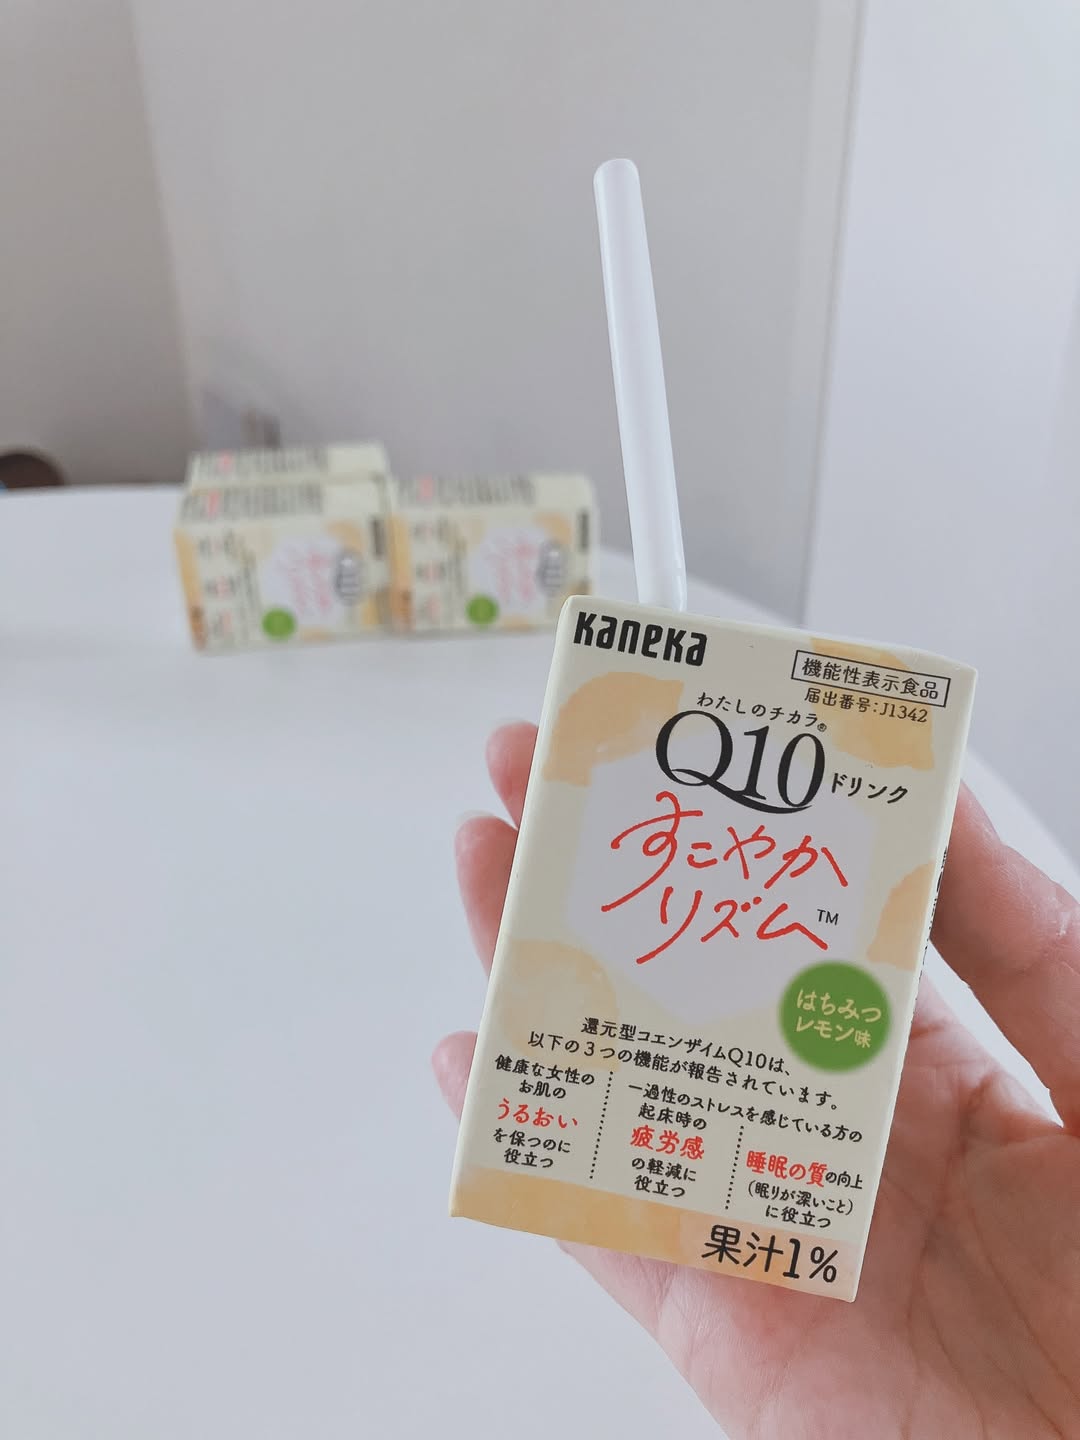 Kaneka
機能性表示食品
届出番号:J1342
わたしのチカラ®
Q10 ドリンク
すこやか
リズム™
はちみつ
レモン味
還元型コエンザイムQ10は、
以下の3つの機能が報告されています。
健康な女性の
お肌の
うるおい
を保つのに
役立つ
一過性のストレスを感じている方の
起床時の
疲労感
の軽減に
役立つ
睡眠の質の向上
(眠りが深いこと)
に役立つ
果汁1%